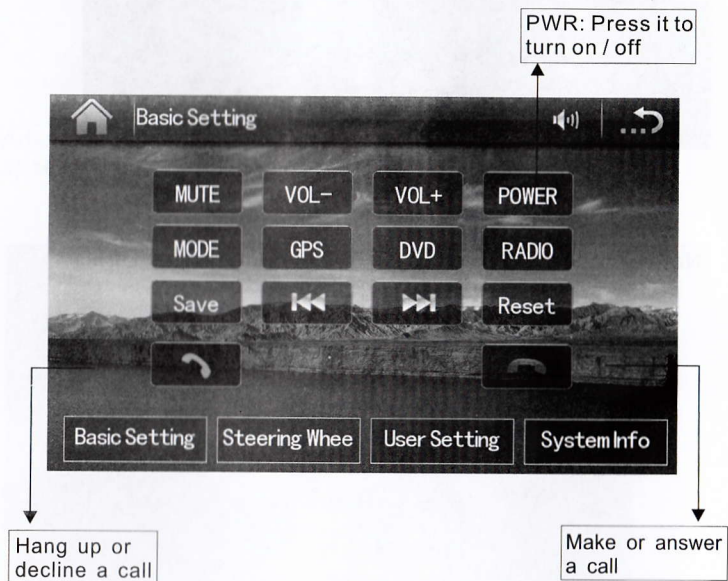 PWR: Press it to
turn on / off
Basic Setting
MUTE VOL- VOL+ POWER
MODE GPS DVD RADIO
Save Reset
Basic Setting Steering Whee User Setting System Info
Hang up or
decline a call
Make or answer
a call